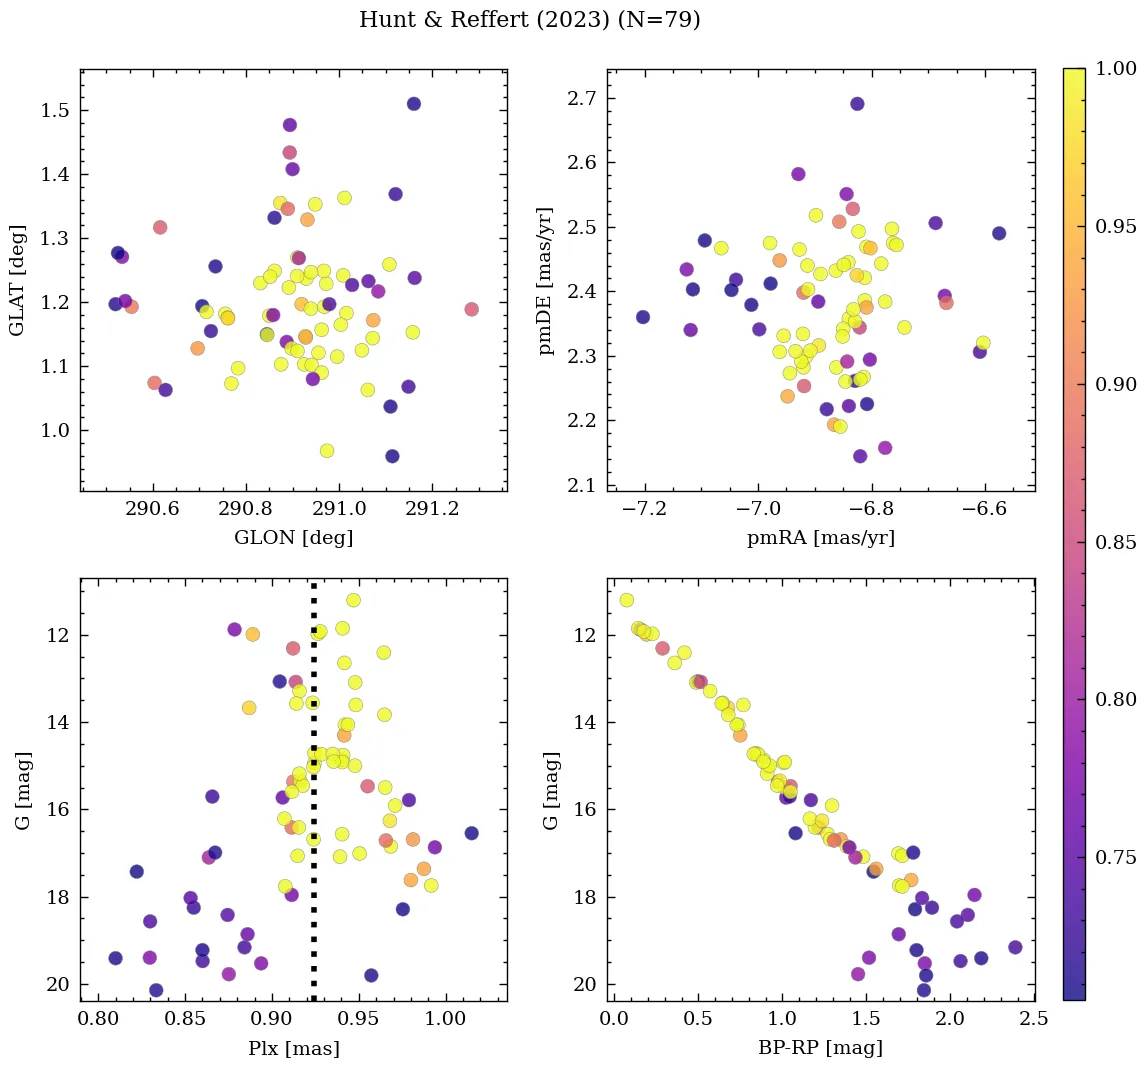 Hunt & Reffert (2023) (N=79)
1.5
1.4
1.3
1.2
1.1
1.0
GLAT [deg]
290.6 290.8 291.0 291.2
GLON [deg]
2.7
2.6
2.5
2.4
2.3
2.2
2.1
pmDE [mas/yr]
−7.2 −7.0 −6.8 −6.6
pmRA [mas/yr]
1.00
0.95
0.90
0.85
0.80
0.75
12
14
16
18
20
G [mag]
0.80 0.85 0.90 0.95 1.00
Plx [mas]
12
14
16
18
20
G [mag]
0.0 0.5 1.0 1.5 2.0 2.5
BP-RP [mag]